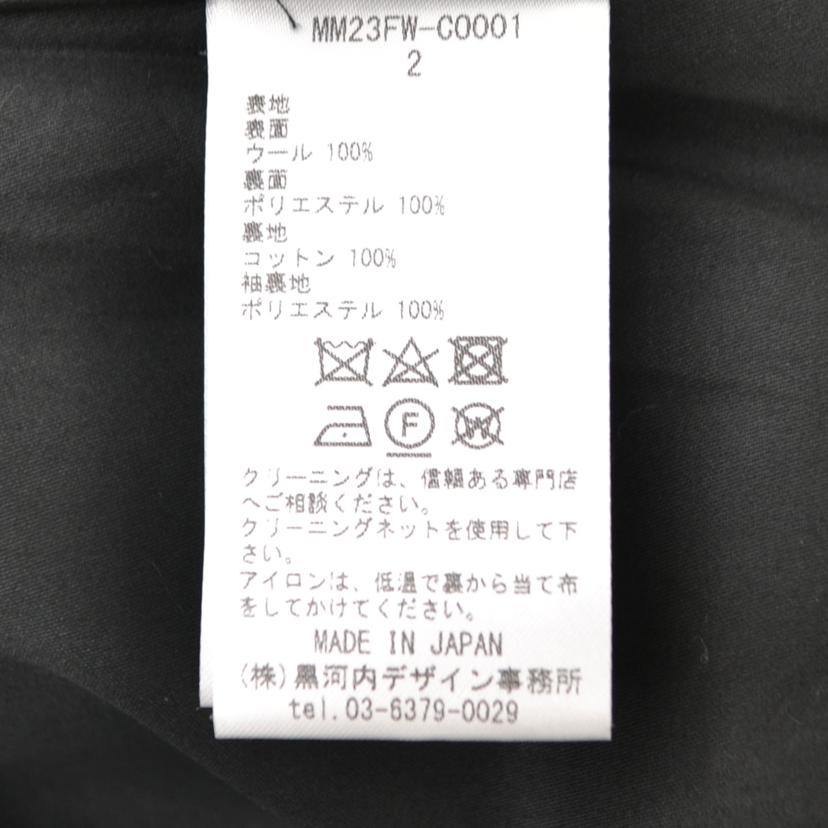 MM23FW-C0001
2
表地
表面
ウール 100%
裏面
ポリエステル 100%
裏地
コットン 100%
袖裏地
ポリエステル 100%
F
W
クリーニングは、信頼ある専門店
へご相談ください。
クリーニングネットを使用して下
さい。
アイロンは、低温で裏から当て布
をしてかけてください。
MADE IN JAPAN
(株)黒河内デザイン事務所
tel.03-6379-0029